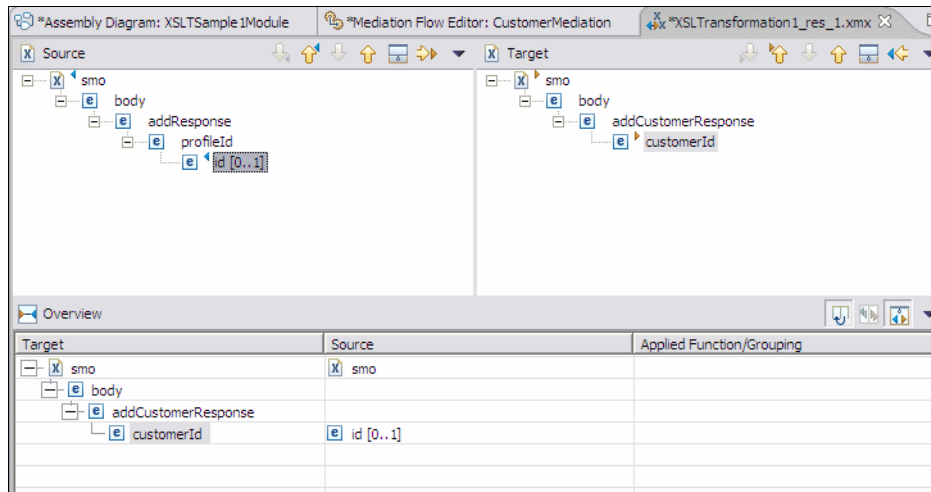 *Assembly Diagram: XSLTSample1Module
*Mediation Flow Editor: CustomerMediation
*XSLTransformation1_res_1.xmx
X Source
X Target
X smo
e body
e addResponse
e profileId
e id [0..1]
X smo
e body
e addCustomerResponse
e customerId
Overview
Target Source Applied Function/Grouping
X smo X smo
e body
e addCustomerResponse
e customerId e id [0..1]